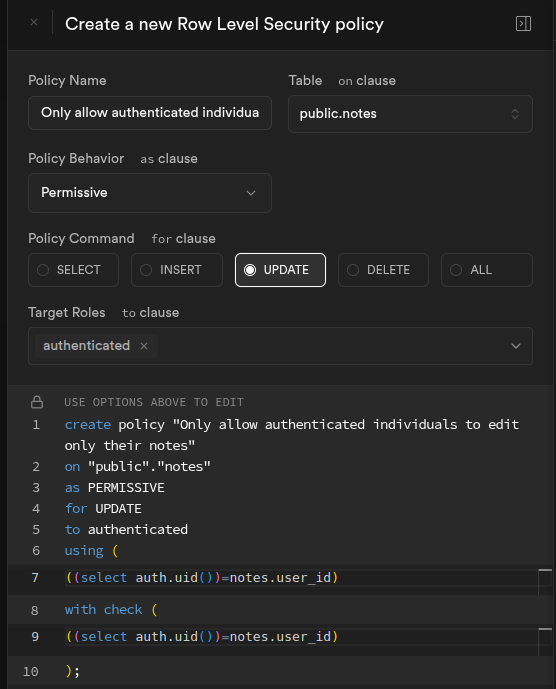 × Create a new Row Level Security policy
Policy Name
Only allow authenticated individua
Table on clause
public.notes
Policy Behavior as clause
Permissive
Policy Command for clause
SELECT INSERT UPDATE DELETE ALL
Target Roles to clause
authenticated ×
USE OPTIONS ABOVE TO EDIT
1 create policy "Only allow authenticated individuals to edit
only their notes"
2 on "public"."notes"
3 as PERMISSIVE
4 for UPDATE
5 to authenticated
6 using (
7 ((select auth.uid())=notes.user_id)
8 with check (
9 ((select auth.uid())=notes.user_id)
10 );